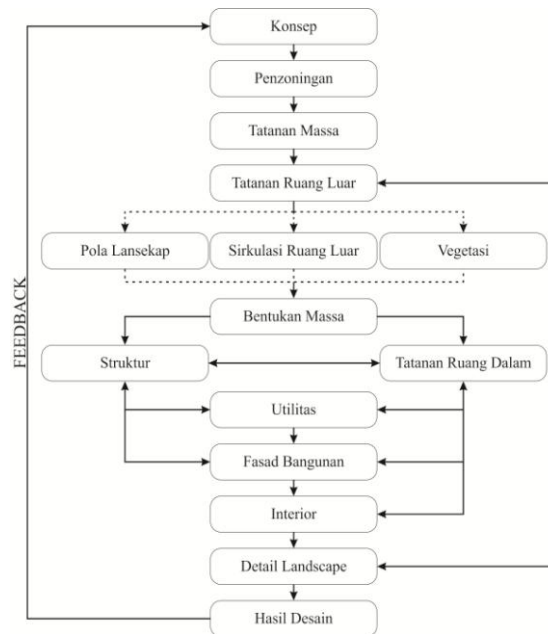 Konsep
Penzoningan
Tatanan Massa
Tatanan Ruang Luar
Pola Lansekap
Sirkulasi Ruang Luar
Vegetasi
Bentukan Massa
FEEDBACK
Struktur
Tatanan Ruang Dalam
Utilitas
Fasad Bangunan
Interior
Detail Landscape
Hasil Desain